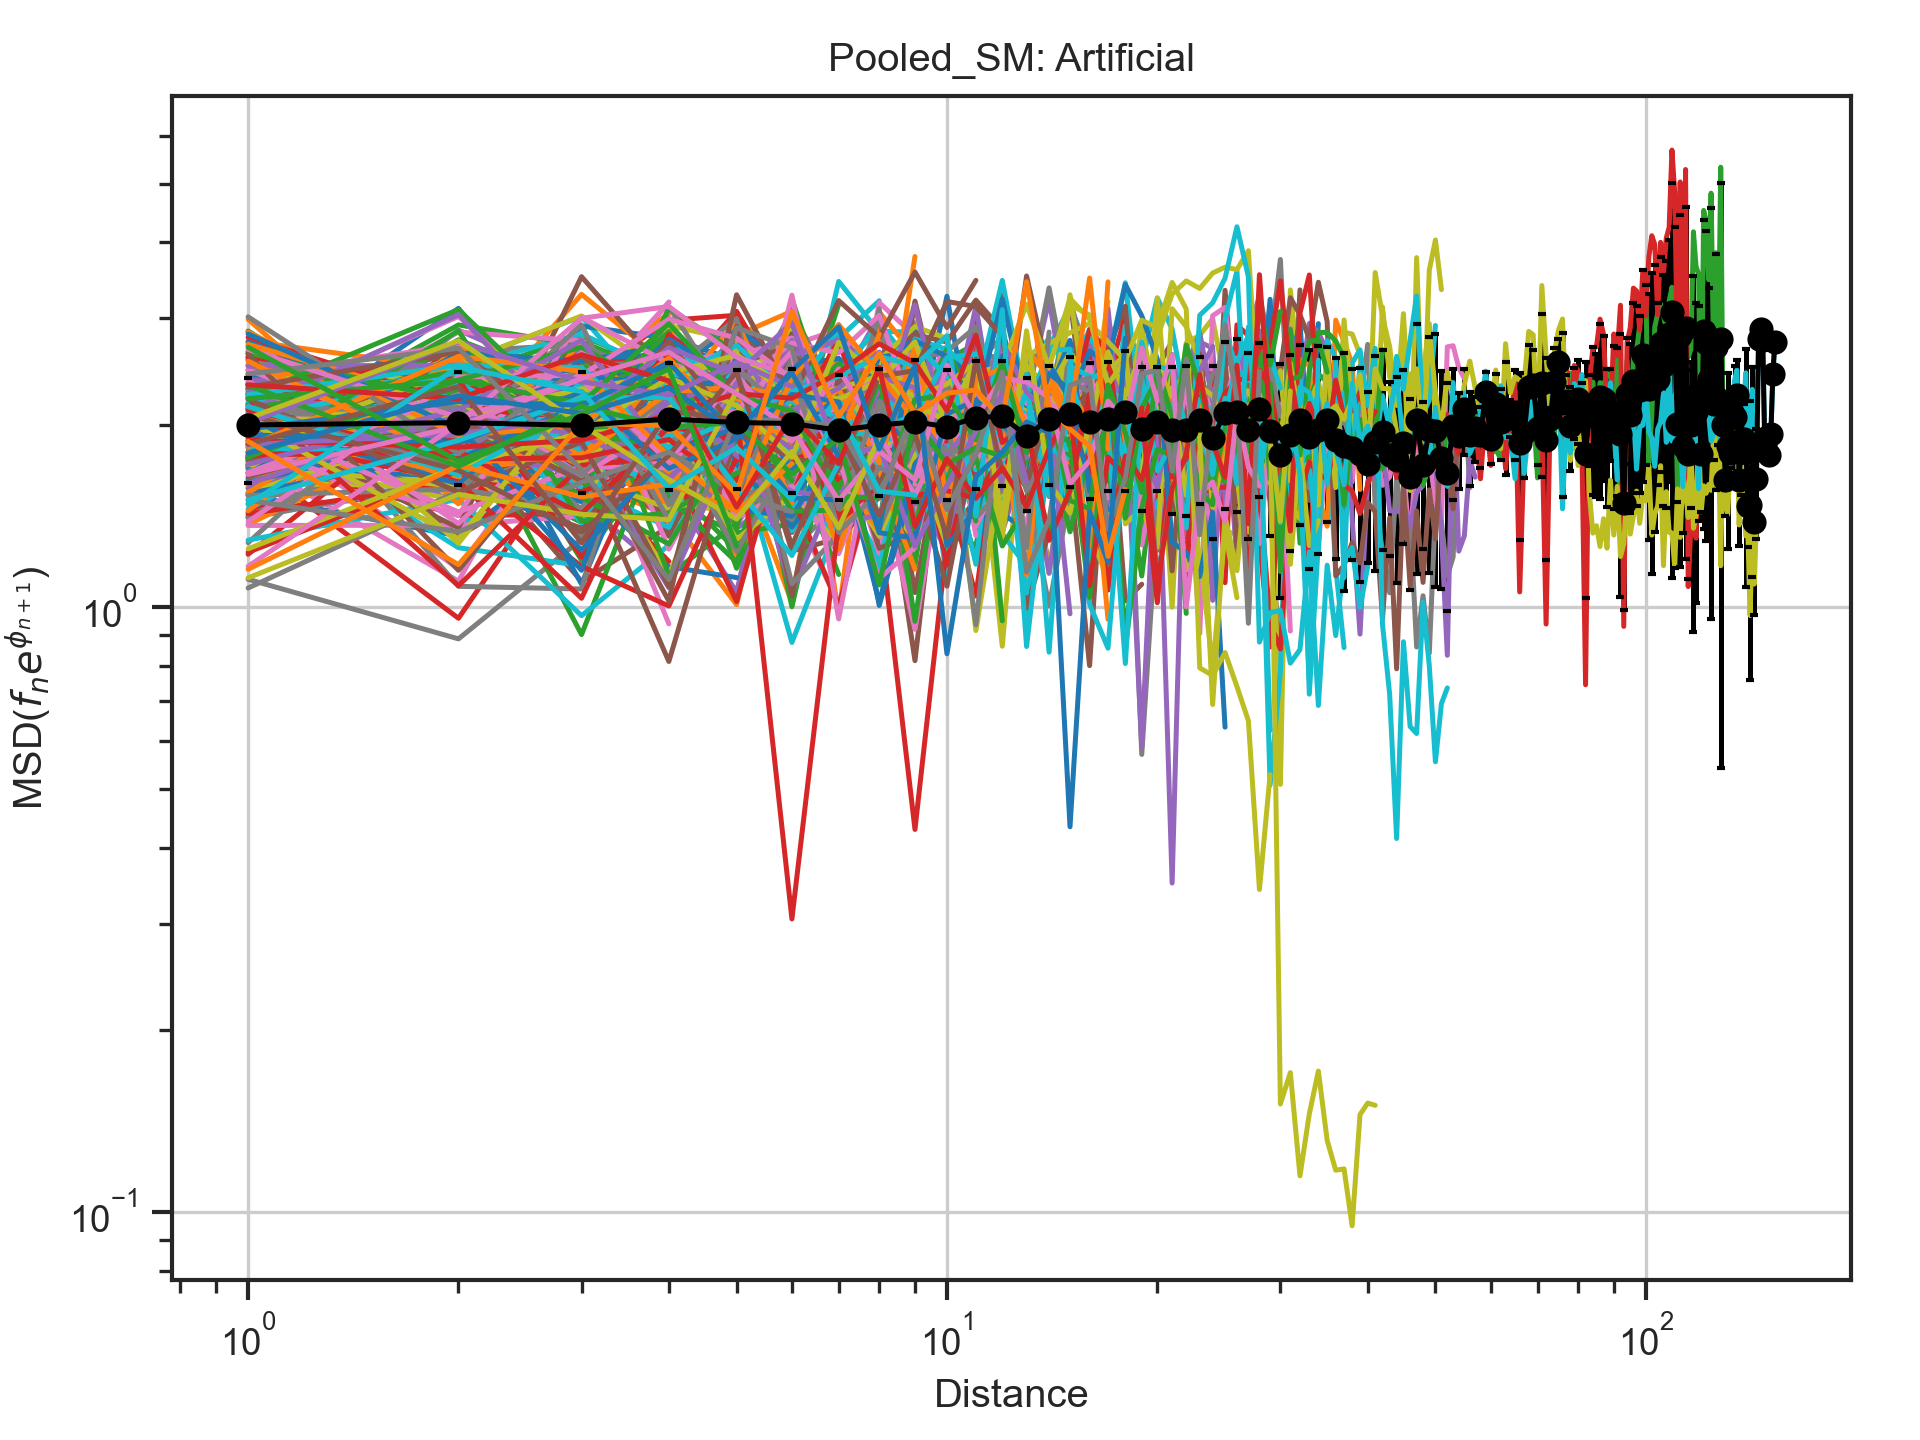 Pooled_SM: Artificial
MSD(fₙe^ϕₙ₊₁)
10⁰
10⁻¹
10⁰
10¹
10²
Distance